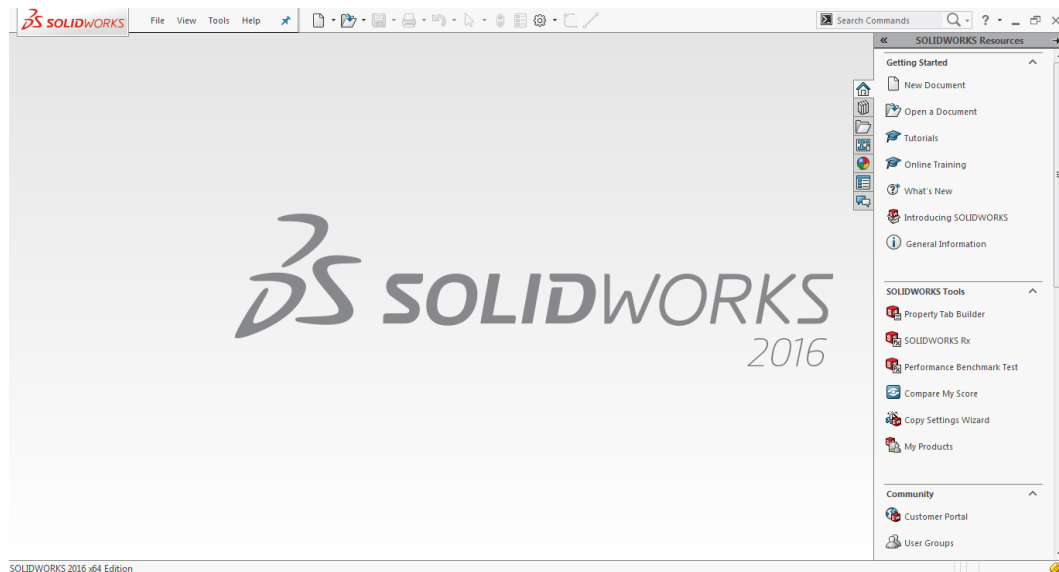 SOLIDWORKS File View Tools Help Search Commands ?
SOLIDWORKS Resources
Getting Started
New Document
Open a Document
Tutorials
Online Training
What's New
Introducing SOLIDWORKS
General Information
SOLIDWORKS
2016
SOLIDWORKS Tools
Property Tab Builder
SOLIDWORKS Rx
Performance Benchmark Test
Compare My Score
Copy Settings Wizard
My Products
Community
Customer Portal
User Groups
SOLIDWORKS 2016 x64 Edition